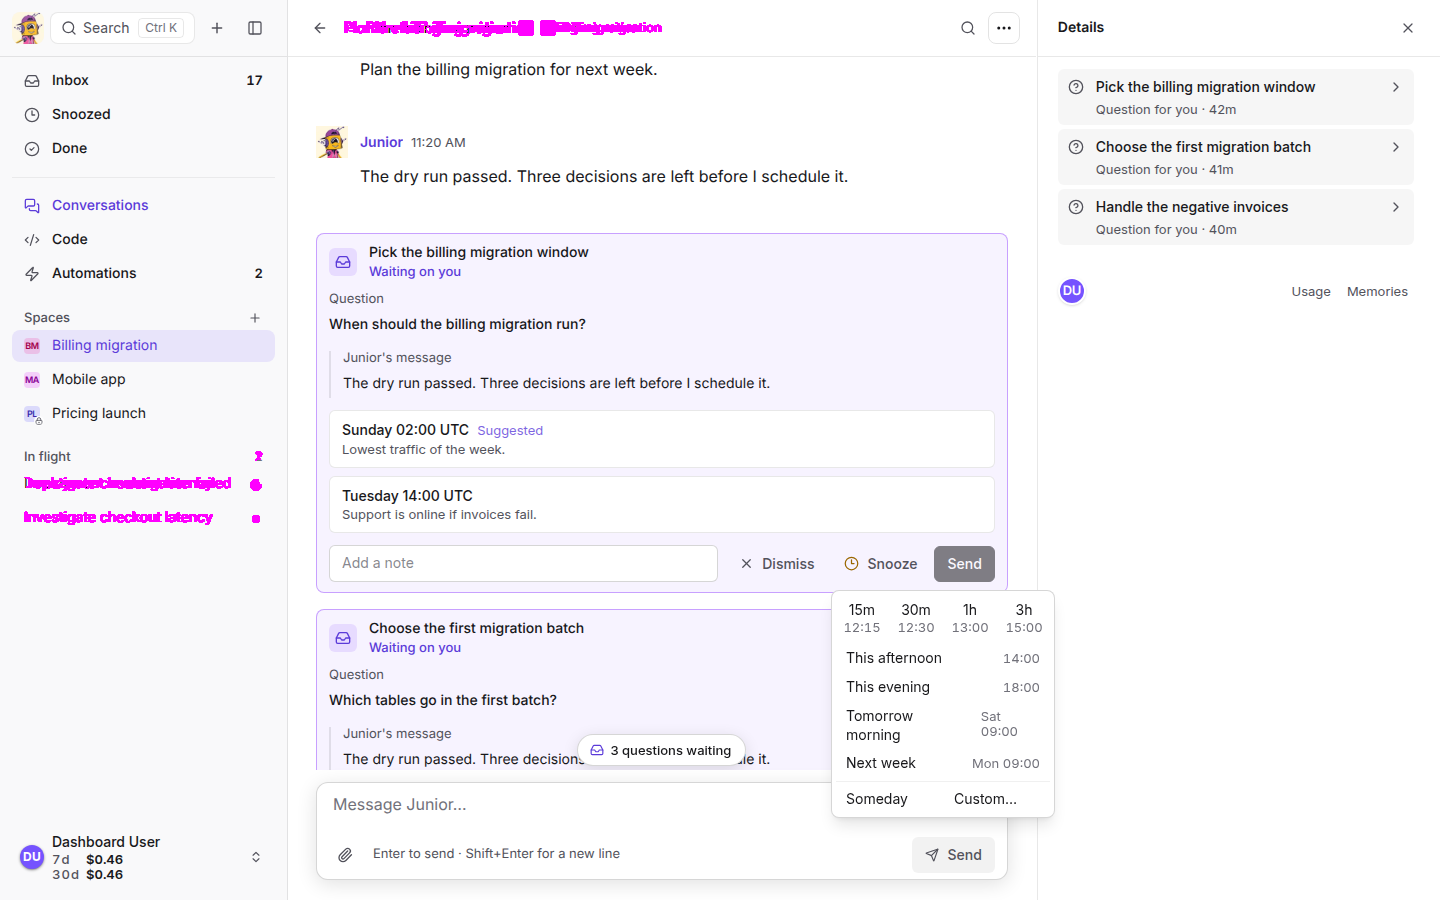 Search Ctrl K
Inbox 17
Snoozed
Done
Conversations
Code
Automations 2
Spaces
BM Billing migration
MA Mobile app
PL Pricing launch
In flight
Investigate checkout latency
Dashboard User
DU
7d $0.46
30d $0.46
Plan the billing migration for next week.
Junior 11:20 AM
The dry run passed. Three decisions are left before I schedule it.
Pick the billing migration window
Waiting on you
Question
When should the billing migration run?
Junior's message
The dry run passed. Three decisions are left before I schedule it.
Sunday 02:00 UTC Suggested
Lowest traffic of the week.
Tuesday 14:00 UTC
Support is online if invoices fail.
Add a note Dismiss Snooze Send
15m 30m 1h 3h
12:15 12:30 13:00 15:00
This afternoon 14:00
This evening 18:00
Tomorrow morning Sat 09:00
Next week Mon 09:00
Someday Custom...
Choose the first migration batch
Waiting on you
Question
Which tables go in the first batch?
Junior's message
The dry run passed. Three decisions
3 questions waiting
it.
Message Junior...
Enter to send · Shift+Enter for a new line Send
Details
Pick the billing migration window
Question for you · 42m
Choose the first migration batch
Question for you · 41m
Handle the negative invoices
Question for you · 40m
DU Usage Memories